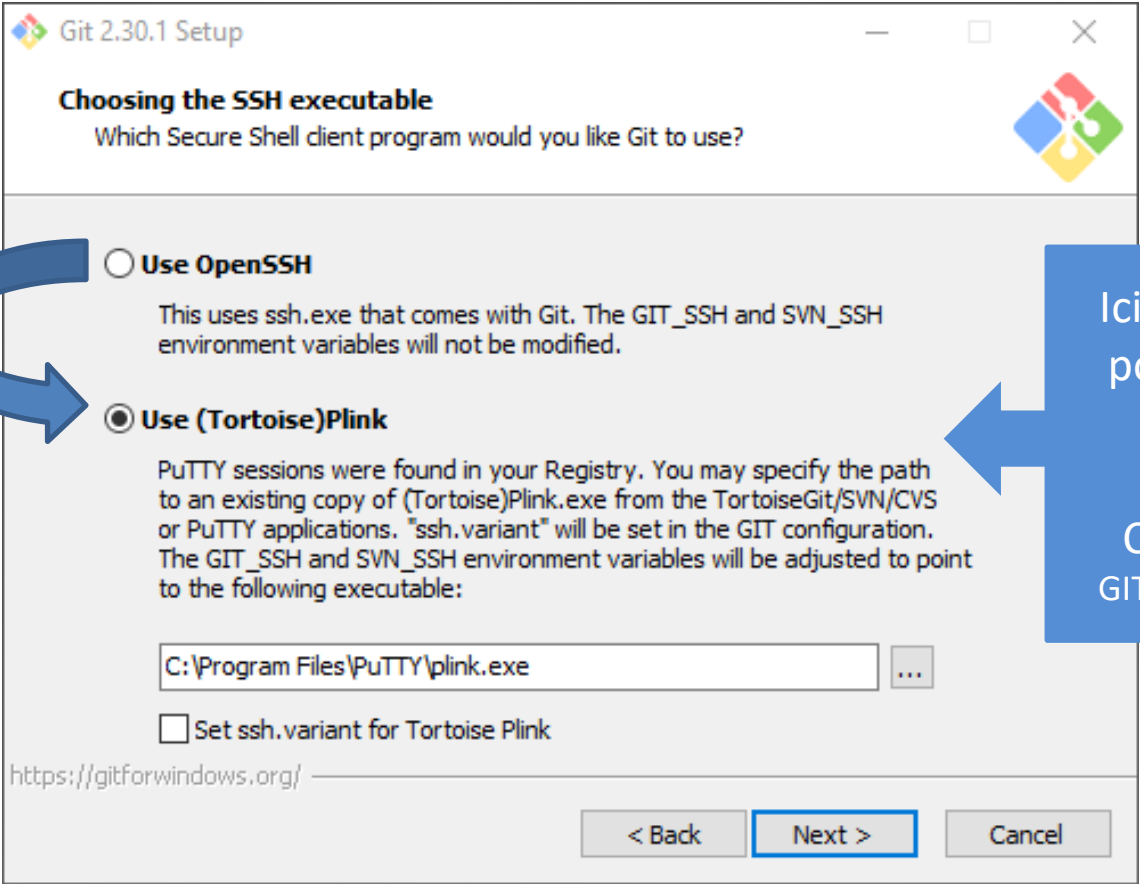 Git 2.30.1 Setup
Choosing the SSH executable
Which Secure Shell client program would you like Git to use?
Use OpenSSH
This uses ssh.exe that comes with Git. The GIT_SSH and SVN_SSH
environment variables will not be modified.
Use (Tortoise)Plink
PuTTY sessions were found in your Registry. You may specify the path
to an existing copy of (Tortoise)Plink.exe from the TortoiseGit/SVN/CVS
or PuTTY applications. "ssh.variant" will be set in the GIT configuration.
The GIT_SSH and SVN_SSH environment variables will be adjusted to point
to the following executable:
C:\Program Files\PuTTY\plink.exe
...
Set ssh.variant for Tortoise Plink
https://gitforwindows.org/
< Back
Next >
Cancel
Ici